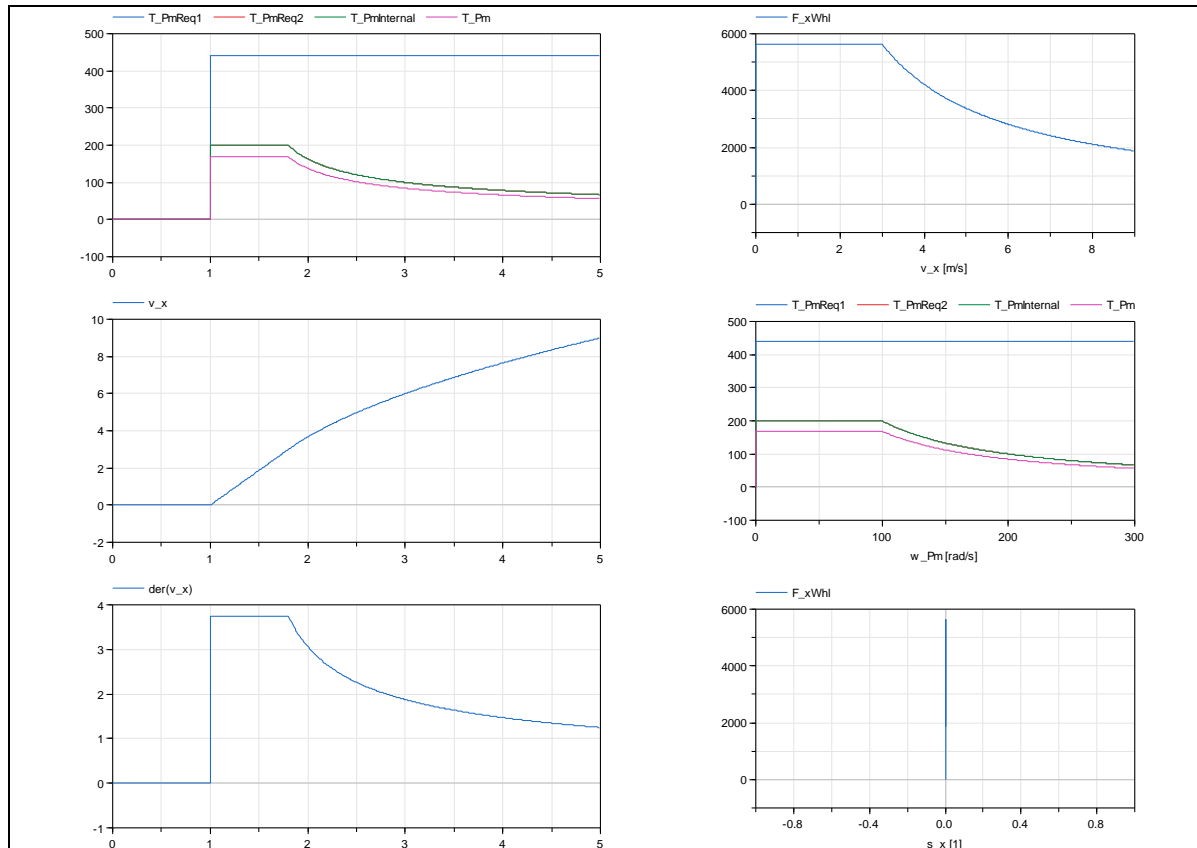 T_PmReq1 T_PmReq2 T_PmInternal T_Pm
500
400
300
200
100
0
-100
0 1 2 3 4 5
v_x
10
8
6
4
2
0
-2
0 1 2 3 4 5
der(v_x)
4
3
2
1
0
-1
0 1 2 3 4 5
F_xWhl
6000
4000
2000
0
0 2 4 6 8
v_x [m/s]
T_PmReq1 T_PmReq2 T_PmInternal T_Pm
500
400
300
200
100
0
-100
0 100 200 300
w_Pm [rad/s]
F_xWhl
6000
4000
2000
0
-0.8 -0.4 0.0 0.4 0.8
s_x [1]